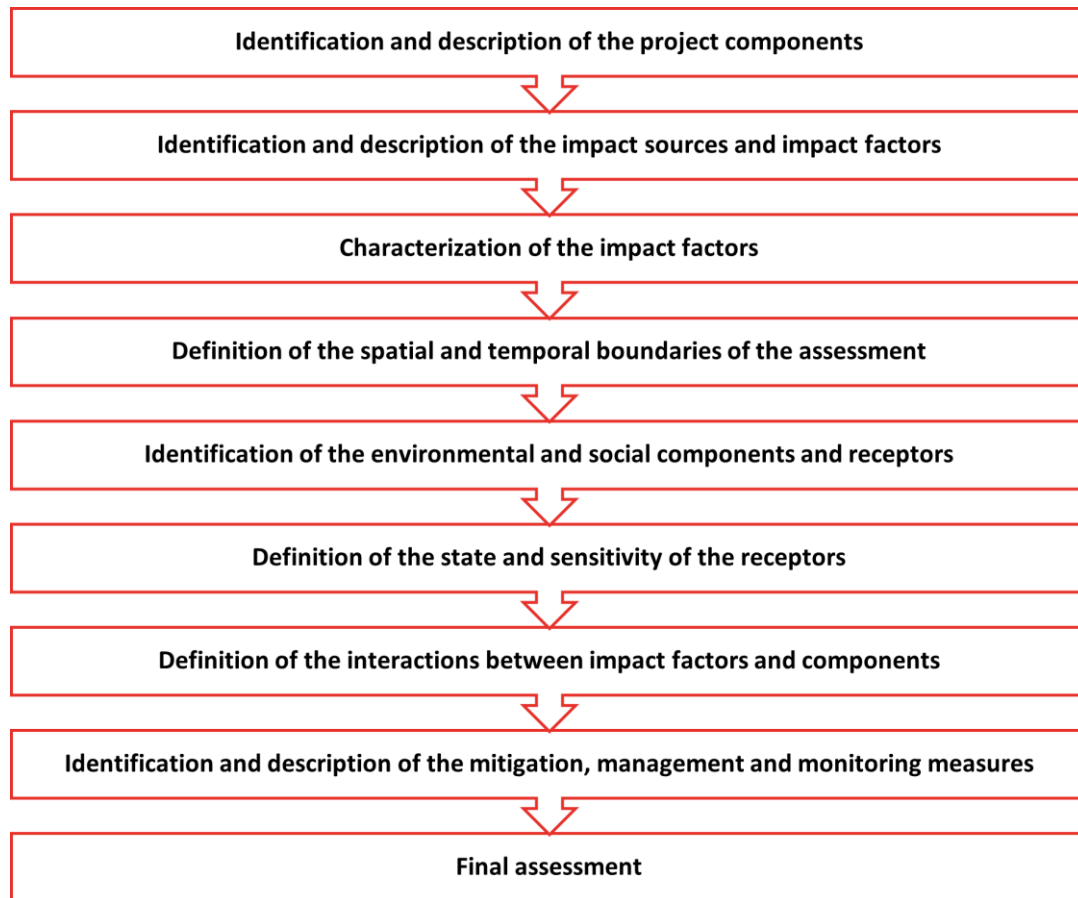 Identification and description of the project components
Identification and description of the impact sources and impact factors
Characterization of the impact factors
Definition of the spatial and temporal boundaries of the assessment
Identification of the environmental and social components and receptors
Definition of the state and sensitivity of the receptors
Definition of the interactions between impact factors and components
Identification and description of the mitigation, management and monitoring measures
Final assessment